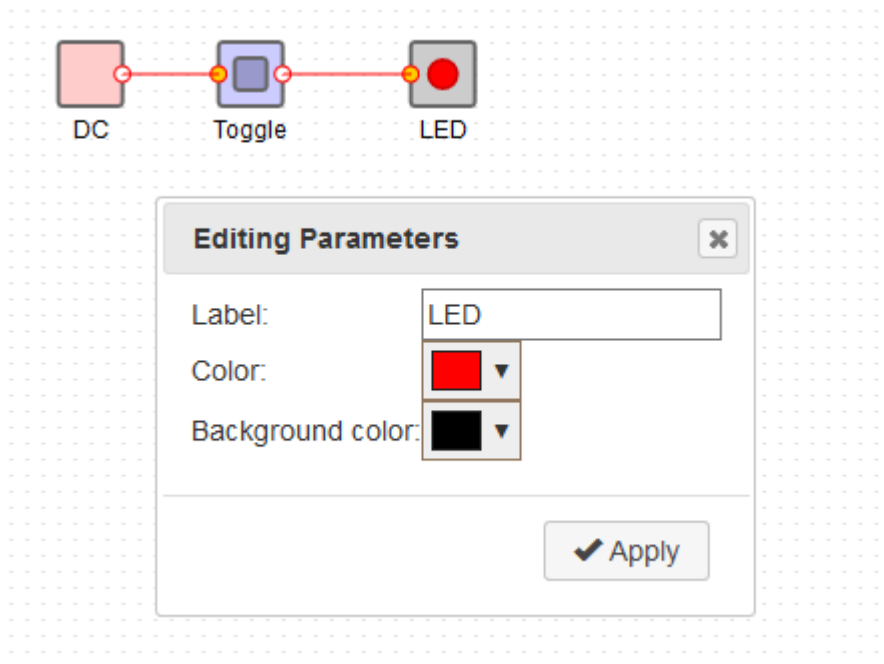 DC Toggle LED
Editing Parameters
Label: LED
Color:
Background color:
Apply